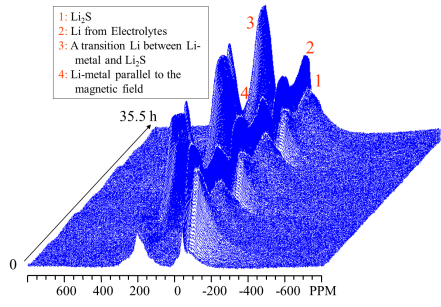 1: Li₂S
2: Li from Electrolytes
3: A transition Li between Li-
metal and Li₂S
4: Li-metal parallel to the
magnetic field
3
2
1
4
35.5 h
0
600 400 200 0 -200 -400 -600 PPM